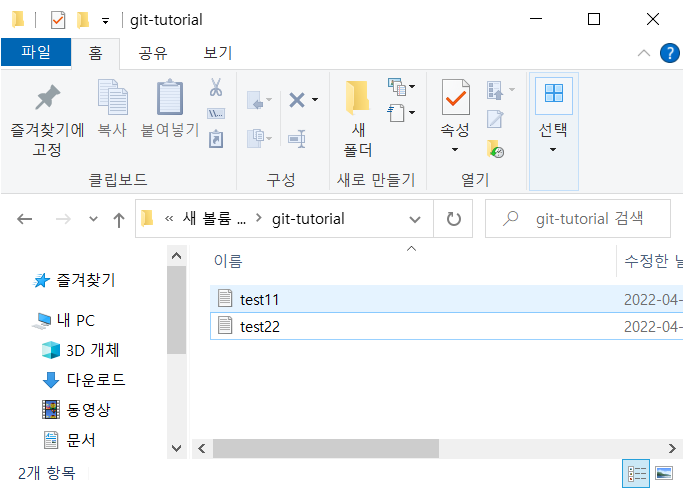 git-tutorial
파일 홈 공유 보기
즐겨찾기에
고정
복사
붙여넣기
클립보드
구성
새
폴더
새로 만들기
속성
열기
선택
« 새 볼륨 ... > git-tutorial
git-tutorial 검색
이름
수정한 날
test11
2022-04-
test22
2022-04-
즐겨찾기
내 PC
3D 개체
다운로드
동영상
문서
2개 항목